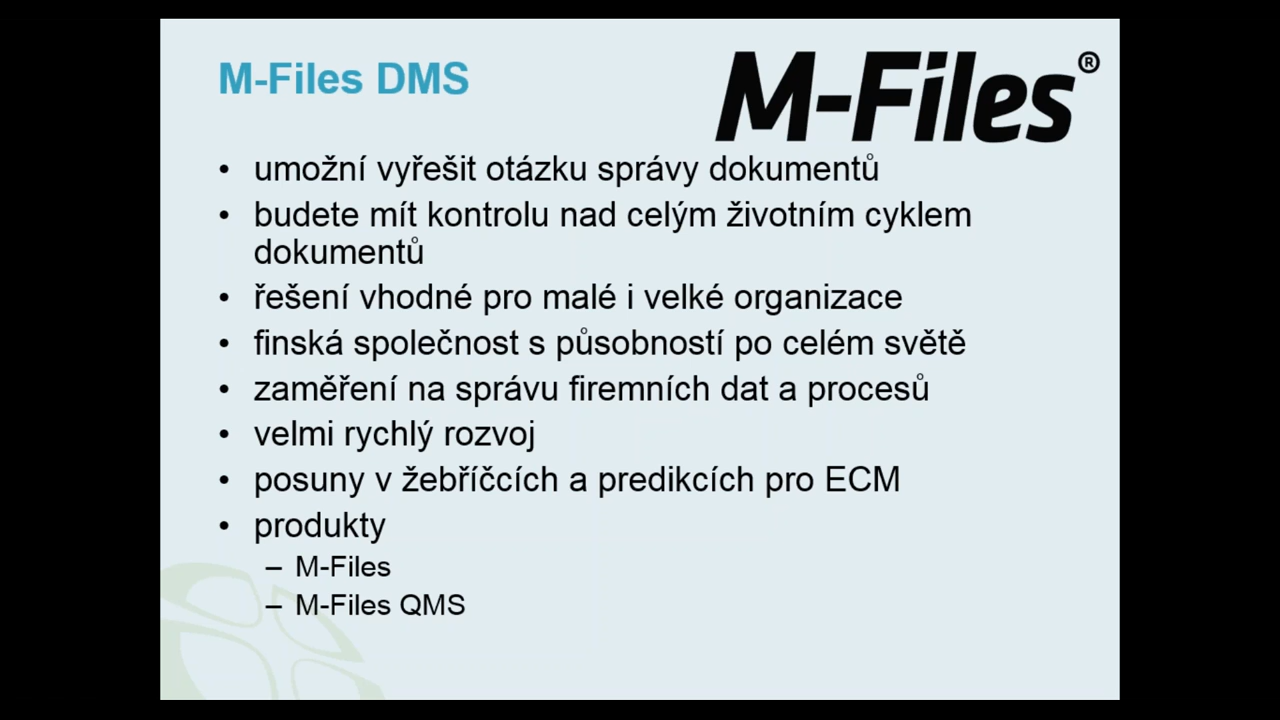 M-Files DMS
M-Files®
• umožní vyřešit otázku správy dokumentů
• budete mít kontrolu nad celým životním cyklem
dokumentů
• řešení vhodné pro malé i velké organizace
• finská společnost s působností po celém světě
• zaměření na správu firemních dat a procesů
• velmi rychlý rozvoj
• posuny v žebříčcích a predikcích pro ECM
• produkty
– M-Files
– M-Files QMS